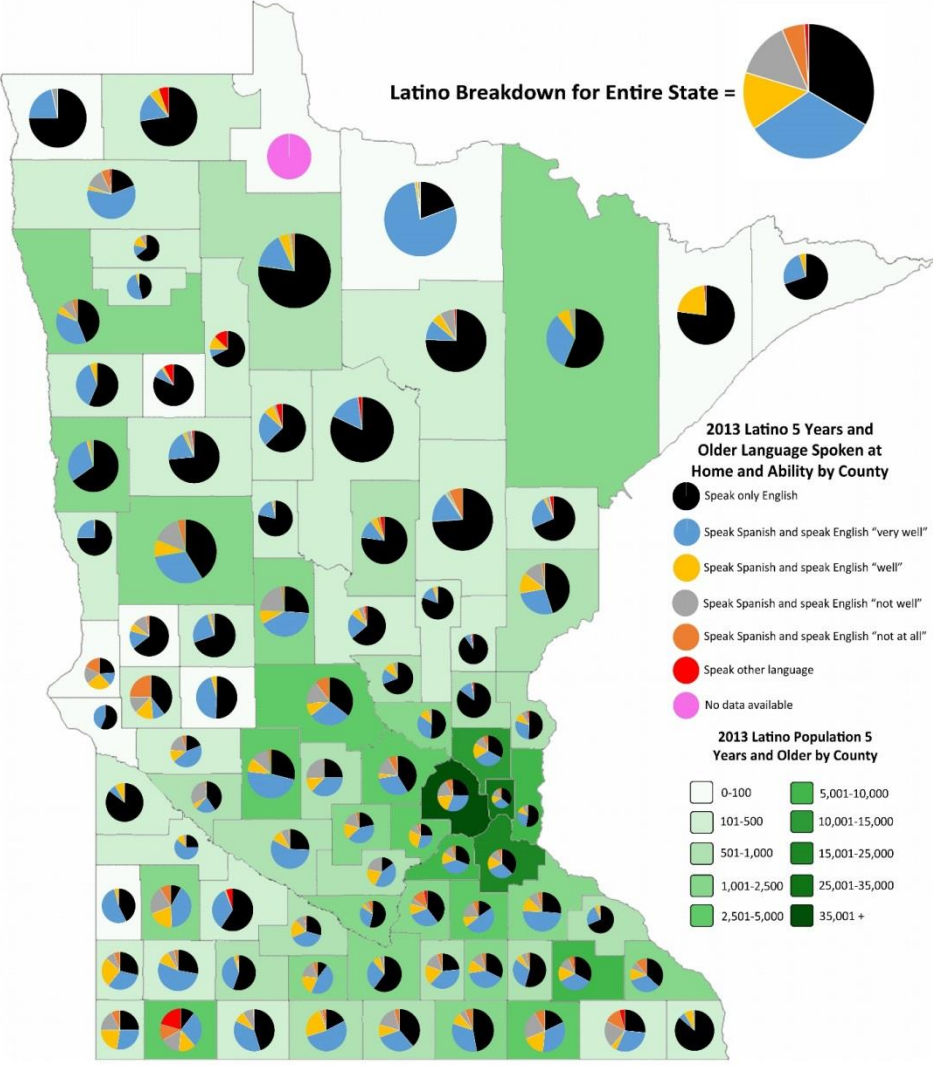 Latino Breakdown for Entire State =
2013 Latino 5 Years and
Older Language Spoken at
Home and Ability by County
Speak only English
Speak Spanish and speak English “very well”
Speak Spanish and speak English “well”
Speak Spanish and speak English “not well”
Speak Spanish and speak English “not at all”
Speak other language
No data available
2013 Latino Population 5
Years and Older by County
0-100
101-500
501-1,000
1,001-2,500
2,501-5,000
5,001-10,000
10,001-15,000
15,001-25,000
25,001-35,000
35,001 +